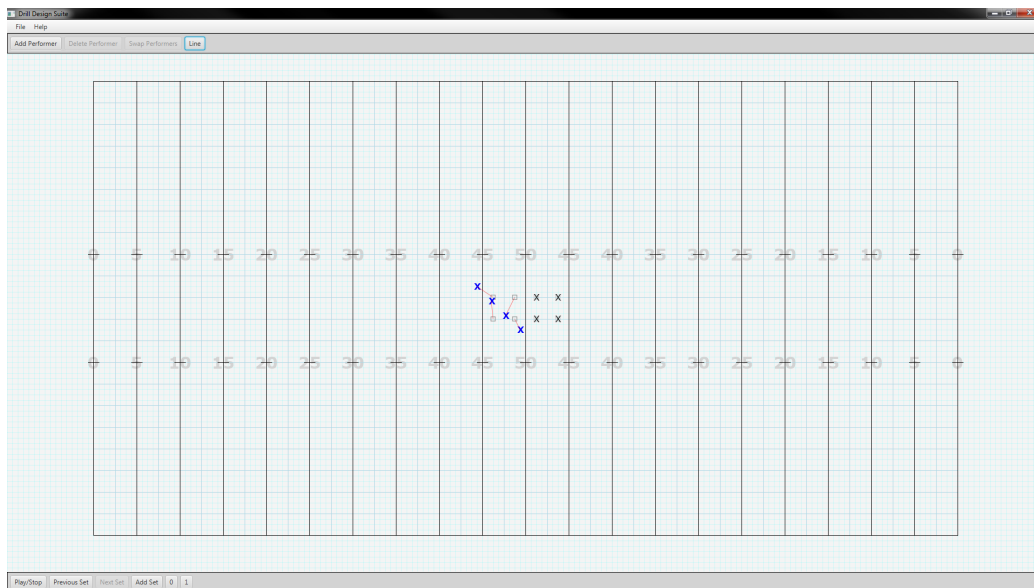 Drill Design Suite
File Help
Add Performer Delete Performer Swap Performers Line
0 5 10 15 20 25 30 35 40 45 50 45 40 35 30 25 20 15 10 5 0
X
X X X
X X X
X
0 5 10 15 20 25 30 35 40 45 50 45 40 35 30 25 20 15 10 5 0
Play/Stop Previous Set Next Set Add Set 0 1